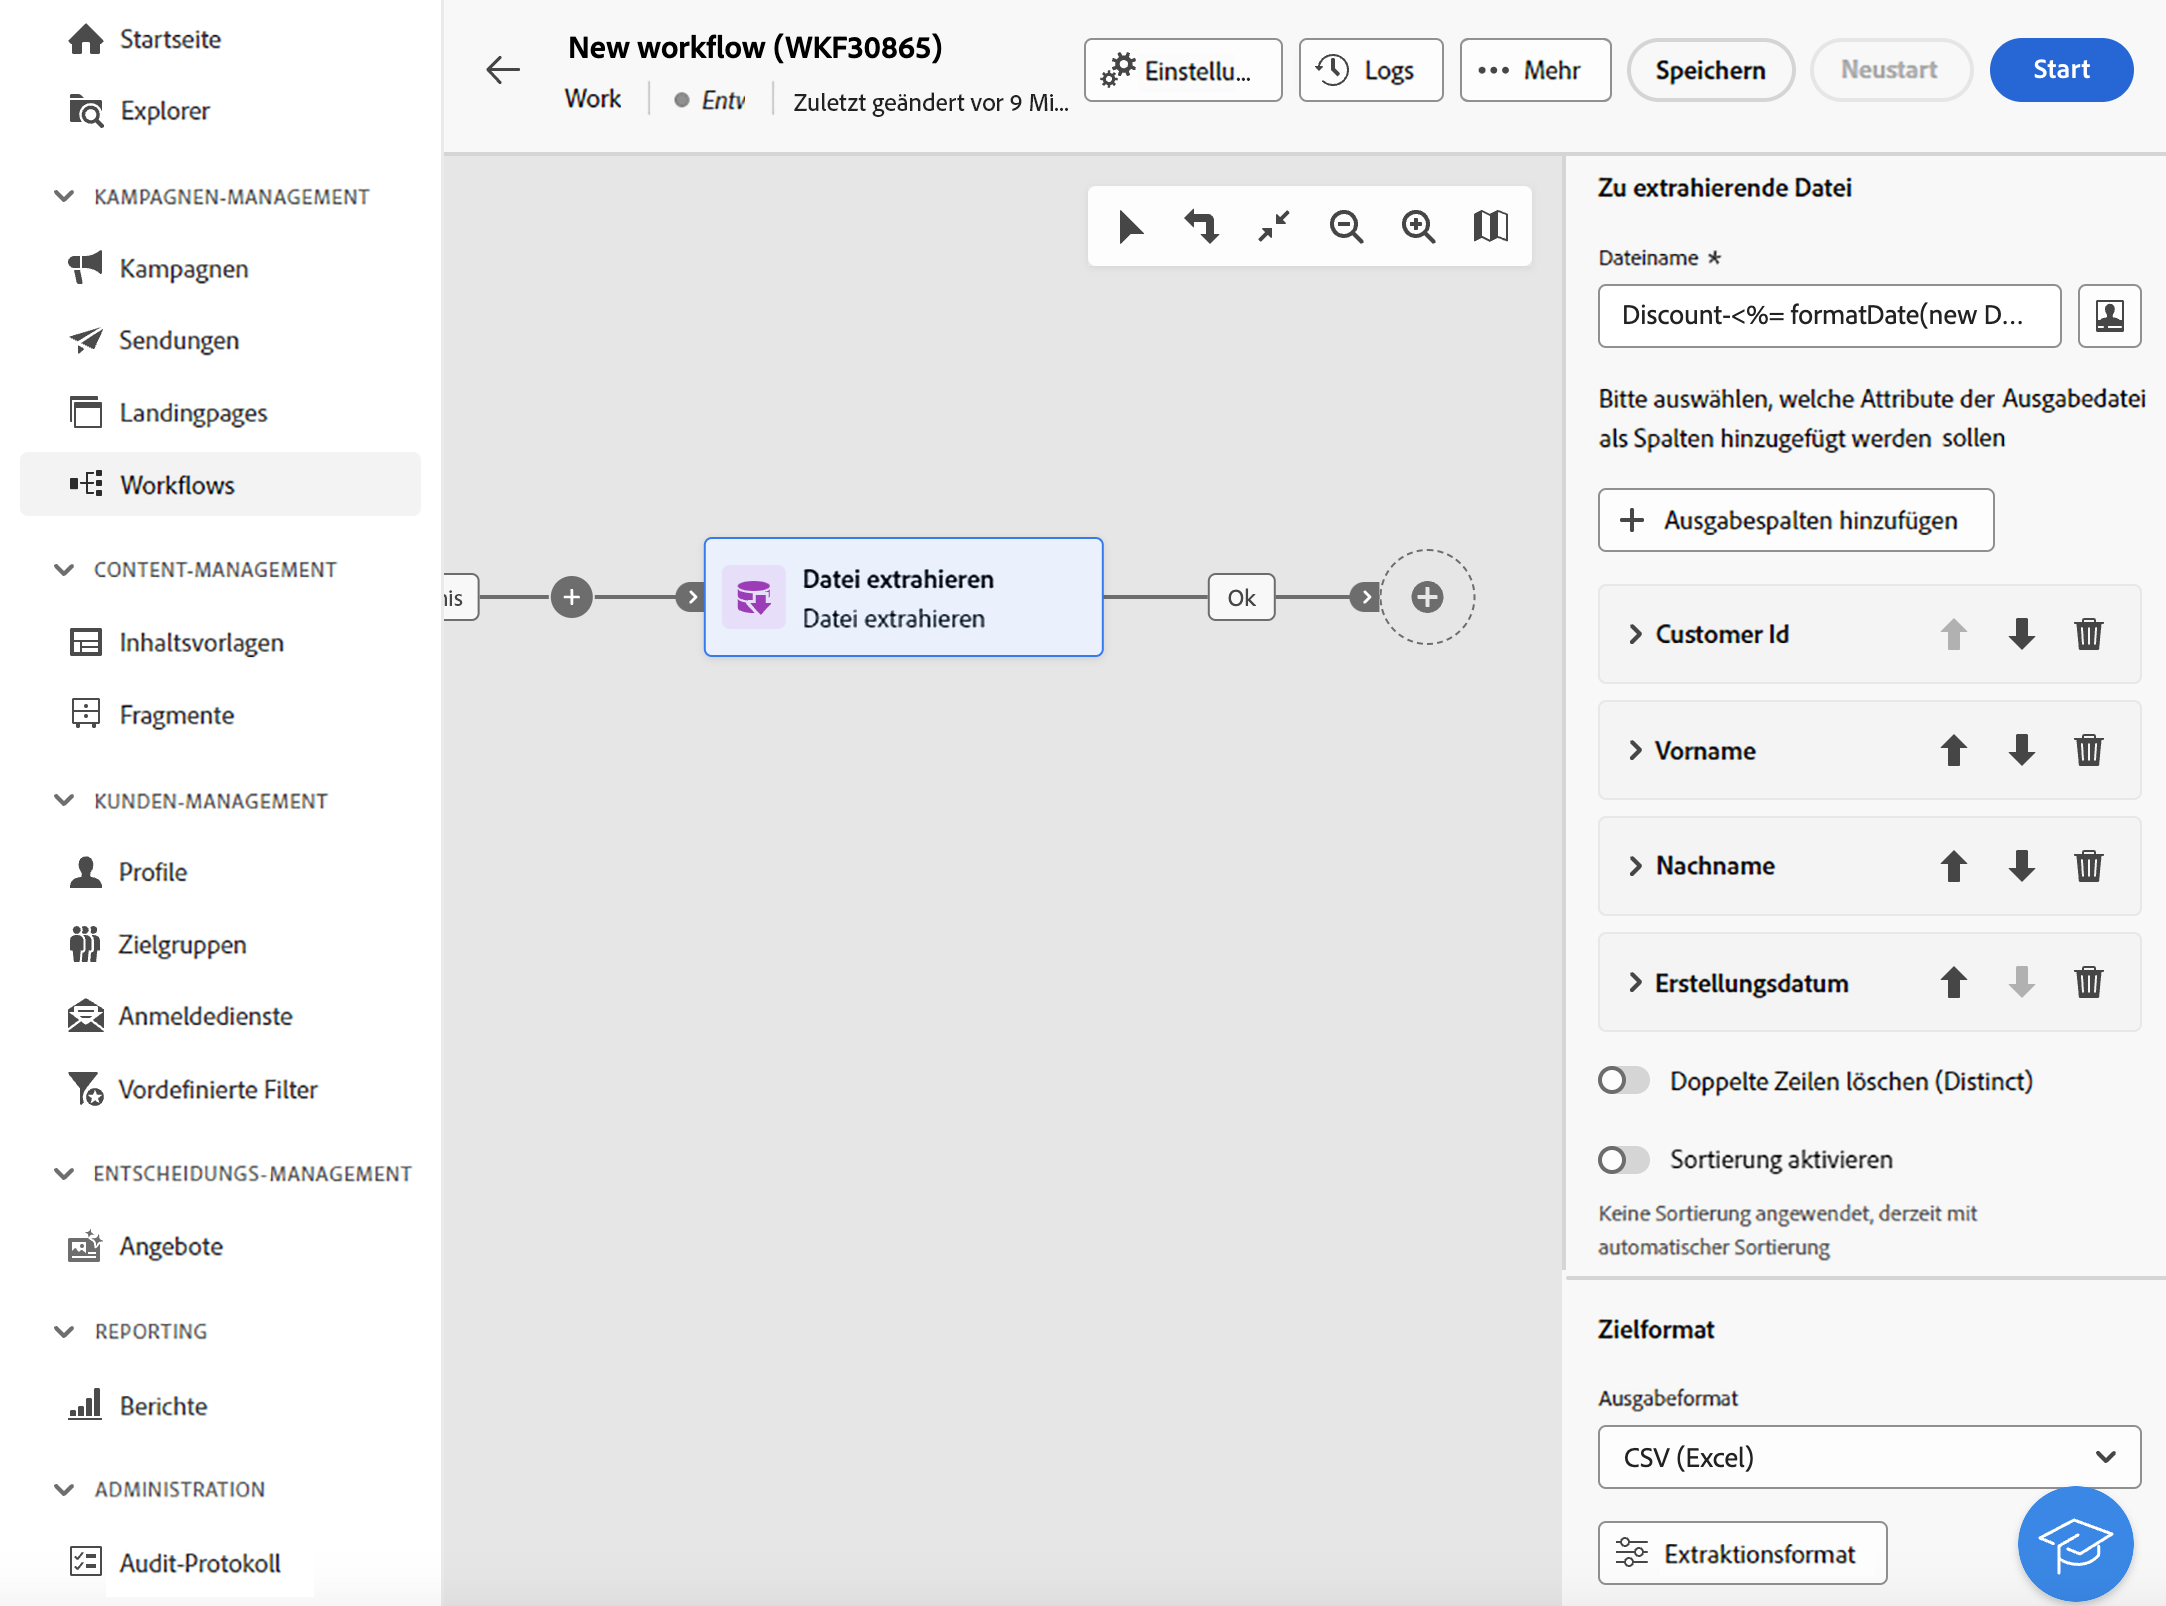 Startseite
Explorer
KAMPAGNEN-MANAGEMENT
Kampagnen
Sendungen
Landingpages
Workflows
CONTENT-MANAGEMENT
Inhaltsvorlagen
Fragmente
KUNDEN-MANAGEMENT
Profile
Zielgruppen
Anmeldedienste
Vordefinierte Filter
ENTSCHEIDUNGS-MANAGEMENT
Angebote
REPORTING
Berichte
ADMINISTRATION
Audit-Protokoll
New workflow (WKF30865)
Work
Entv
Zuletzt geändert vor 9 Mi...
Einstellu...
Logs
Mehr
Speichern
Neustart
Start
Datei extrahieren
Datei extrahieren
Ok
Zu extrahierende Datei
Dateiname *
Discount-<%= formatDate(new D...
Bitte auswählen, welche Attribute der Ausgabedatei
als Spalten hinzugefügt werden sollen
Ausgabespalten hinzufügen
Customer Id
Vorname
Nachname
Erstellungsdatum
Doppelte Zeilen löschen (Distinct)
Sortierung aktivieren
Keine Sortierung angewendet, derzeit mit
automatischer Sortierung
Zielformat
Ausgabeformat
CSV (Excel)
Extraktionsformat